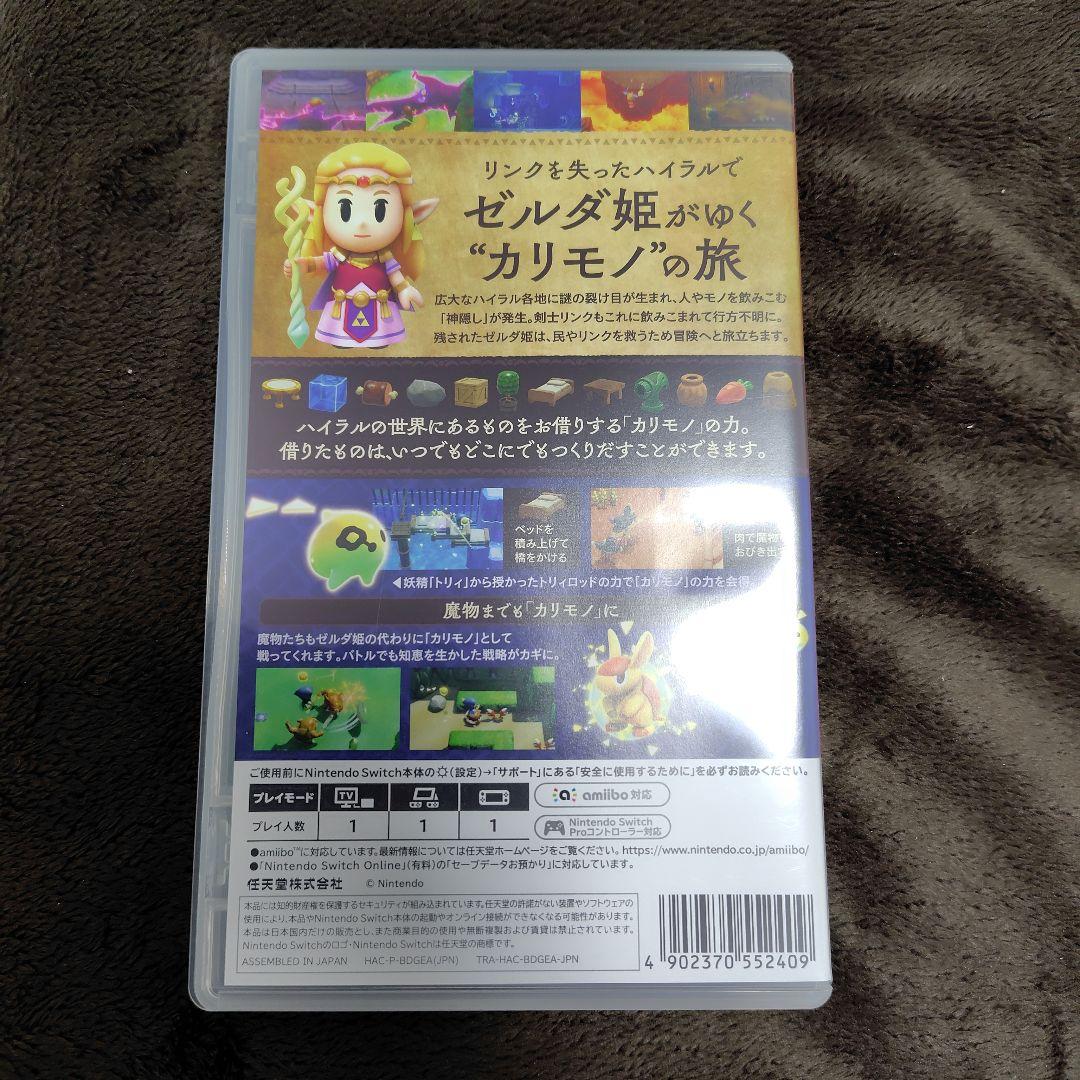 リンクを失ったハイラルで
ゼルダ姫がゆく
“カリモノ”の旅
広大なハイラル各地に謎の裂け目が生まれ、人やモノを飲みこむ
「神隠し」が発生。剣士リンクもこれに飲みこまれて行方不明に。
残されたゼルダ姫は、民やリンクを救うため冒険へと旅立ちます。
ハイラルの世界にあるものをお借りする「カリモノ」の力。
借りたものは、いつでもどこにでもつくりだすことができます。
ベッドを
積み上げて
橋をかける
肉で魔物
おびき出す
◀妖精「トリィ」から授かったトリィロッドの力で「カリモノ」の力を会得。
魔物までも「カリモノ」に
魔物たちもゼルダ姫の代わりに「カリモノ」として
戦ってくれます。バトルでも知恵を生かした戦略がカギに。
ご使用前にNintendo Switch本体の(設定)→「サポート」にある「安全に使用するために」を必ずお読みください。
プレイモード TV
amiibo対応
プレイ人数 1 1 1
Nintendo Switch
Proコントローラー対応
●amiibo™に対応しています。最新情報については任天堂ホームページをご覧ください。https://www.nintendo.co.jp/amiibo/
●「Nintendo Switch Online」(有料)の「セーブデータお預かり」に対応しています。
任天堂株式会社 © Nintendo
本品には知的財産権を保護するセキュリティが組み込まれています。任天堂の許諾がない装置やソフトウェアの
使用により、本品やNintendo Switch本体の起動やオンライン接続ができなくなる可能性があります。
本品は日本国内だけの販売とし、また商業目的の使用や無断複製および賃貸は禁止されています。
Nintendo Switchのロゴ・Nintendo Switchは任天堂の商標です。
ASSEMBLED IN JAPAN HAC-P-BDGEA(JPN) TRA-HAC-BDGEA-JPN
4 902370 552409